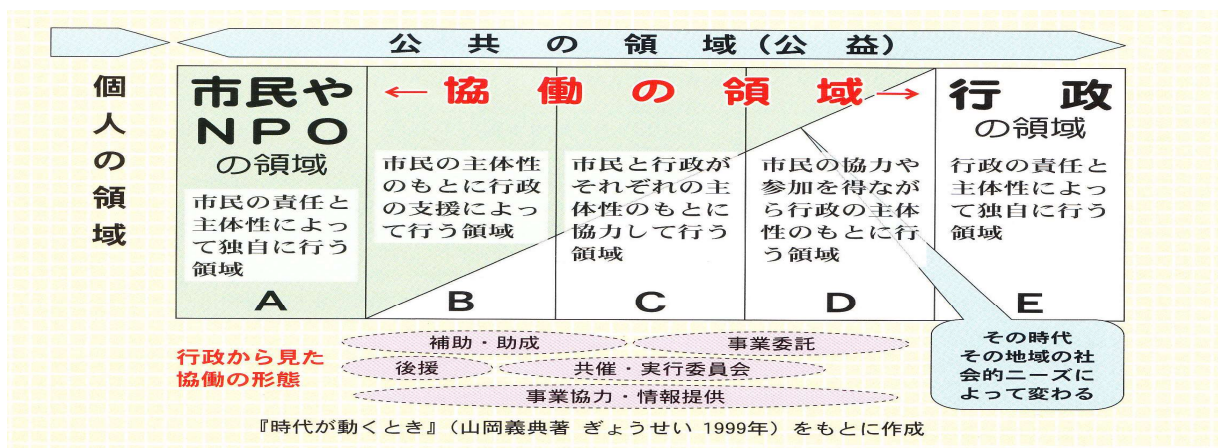 公共の領域(公益)
個人の領域
市民や
NPO
の領域
市民の責任と
主体性によっ
て独自に行う
領域
A
←協働の領域→
市民の主体性
のもとに行政
の支援によっ
て行う領域
B
市民と行政が
それぞれの主
体性のもとに
協力して行う
領域
C
市民の協力や
参加を得なが
ら行政の主体
性のもとに行
う領域
D
行政
の領域
行政の責任と
主体性によっ
て独自に行う
領域
E
行政から見た
協働の形態
補助・助成
事業委託
後援
共催・実行委員会
事業協力・情報提供
その時代
その地域の社
会的ニーズに
よって変わる
『時代が動くとき』(山岡義典著 ぎょうせい 1999年)をもとに作成